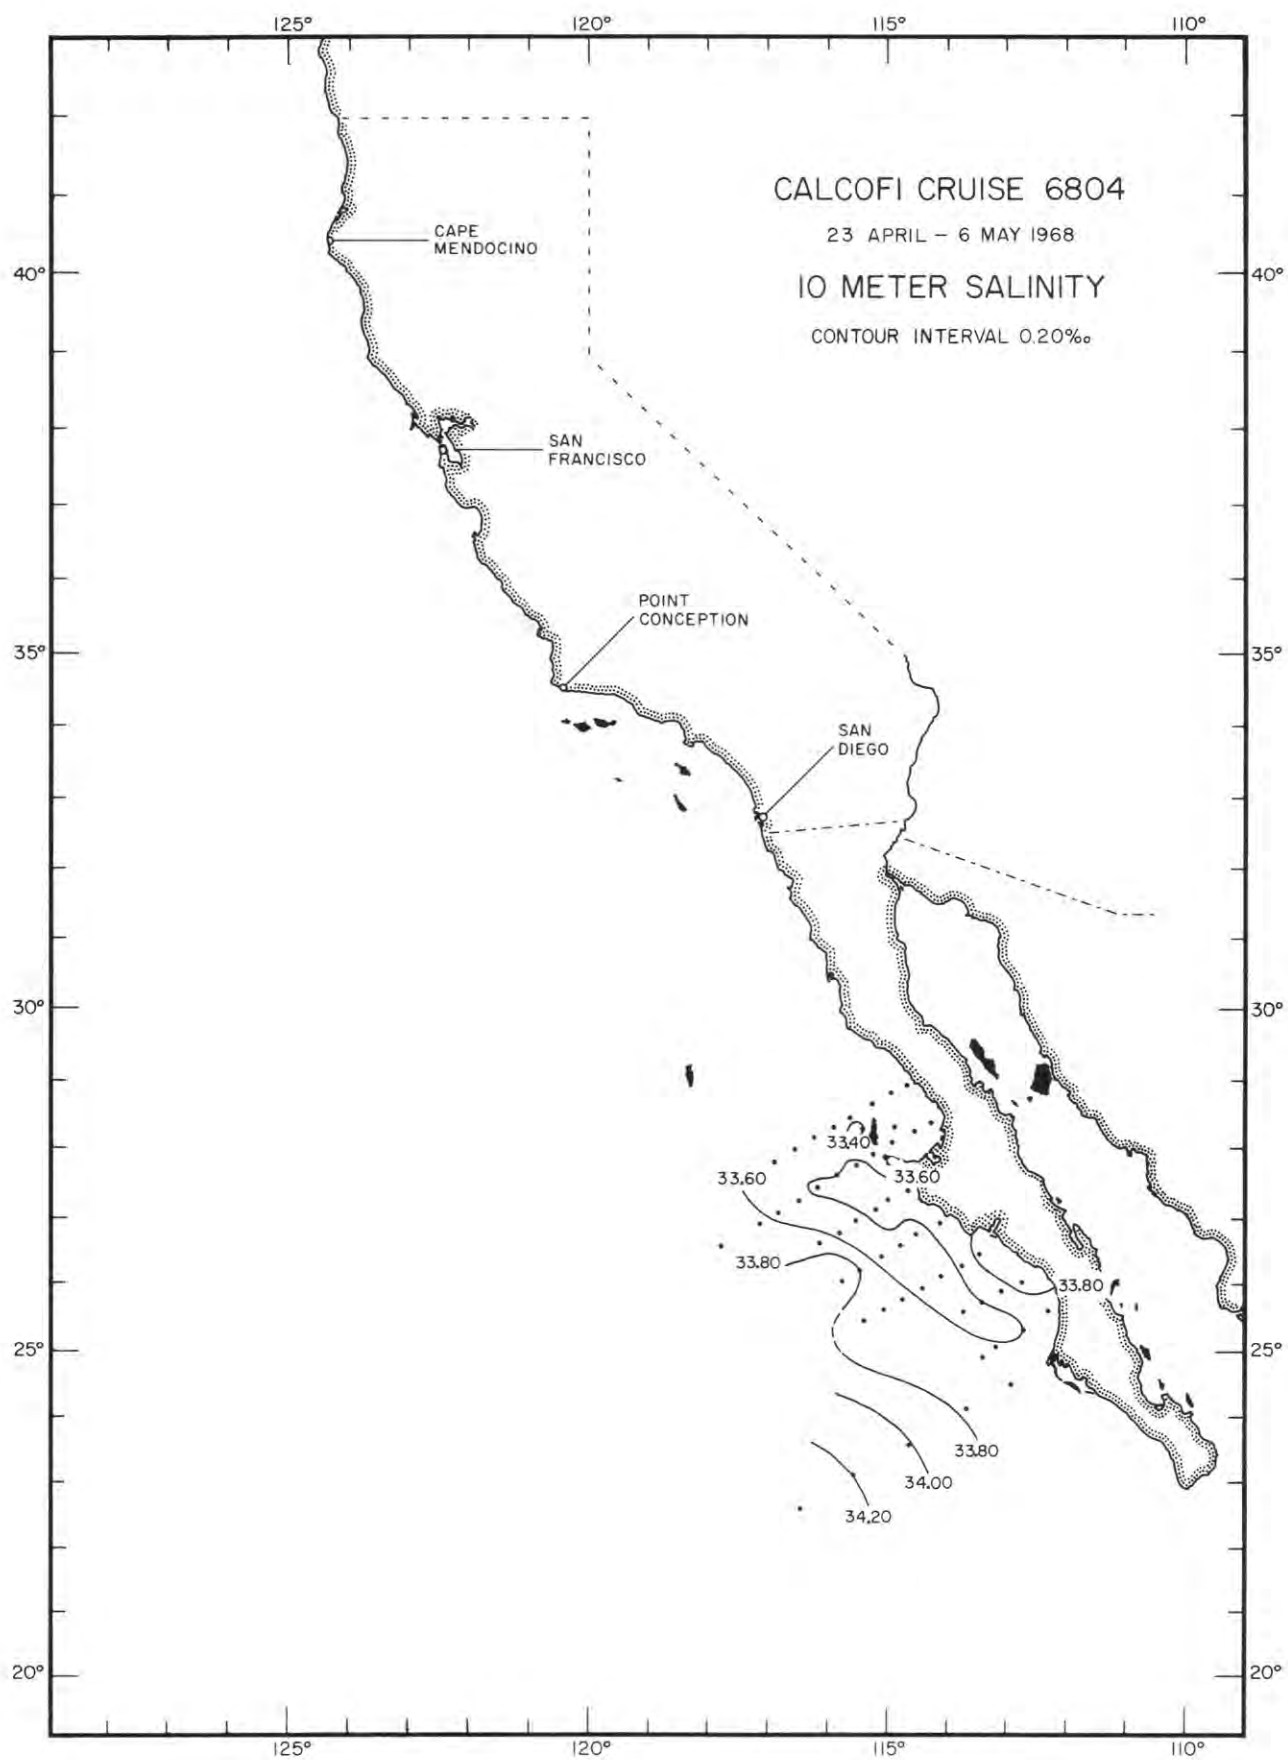 125° 120° 115° 110°
CALCOFI CRUISE 6804
23 APRIL – 6 MAY 1968
10 METER SALINITY
CONTOUR INTERVAL 0.20‰
CAPE
MENDOCINO
40° 40°
SAN
FRANCISCO
POINT
CONCEPTION
35° 35°
SAN
DIEGO
30° 30°
33.40
33.60 33.60
33.80 33.80
25° 25°
33.80
34.00
34.20
20° 20°
125° 120° 115° 110°